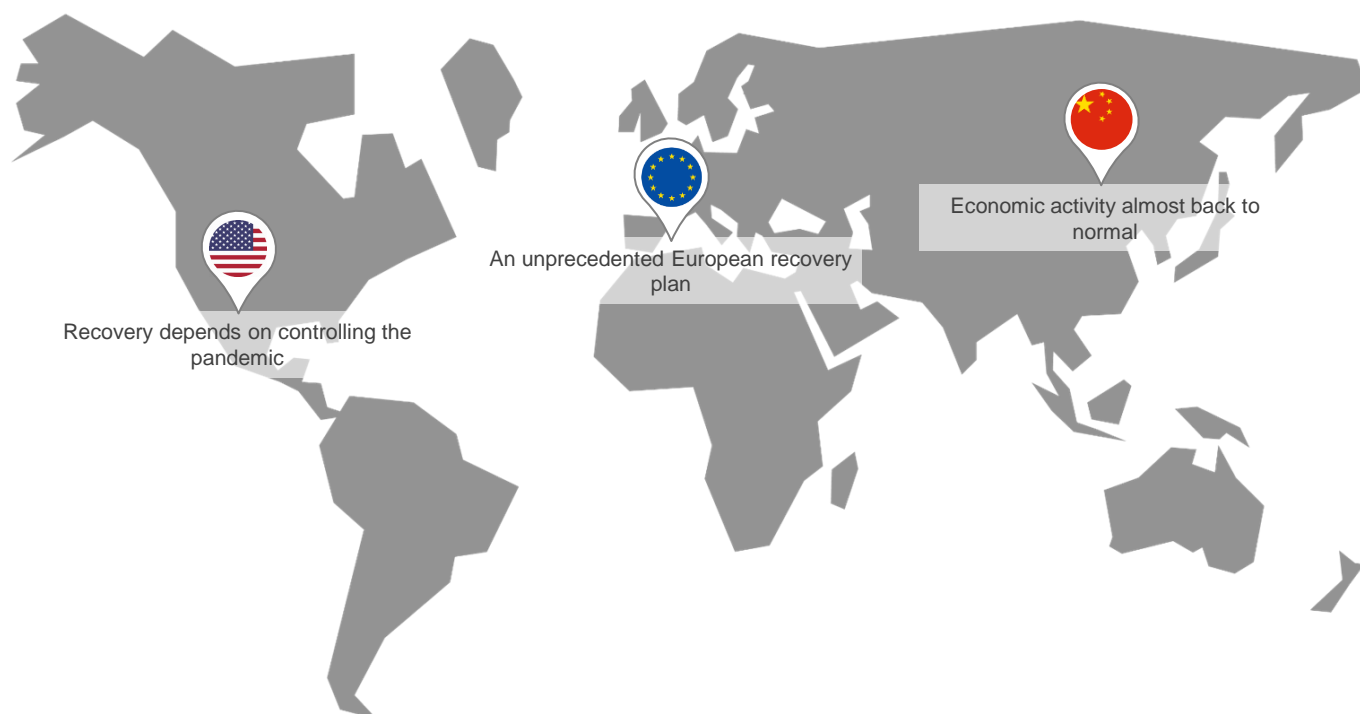 Recovery depends on controlling the
pandemic
An unprecedented European recovery
plan
Economic activity almost back to
normal